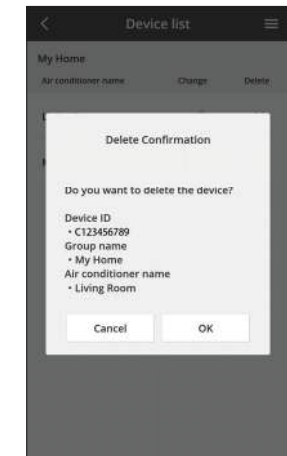 Device list
My Home
Air conditioner name Change Delete
Delete Confirmation
Do you want to delete the device?
Device ID
• C123456789
Group name
• My Home
Air conditioner name
• Living Room
Cancel OK